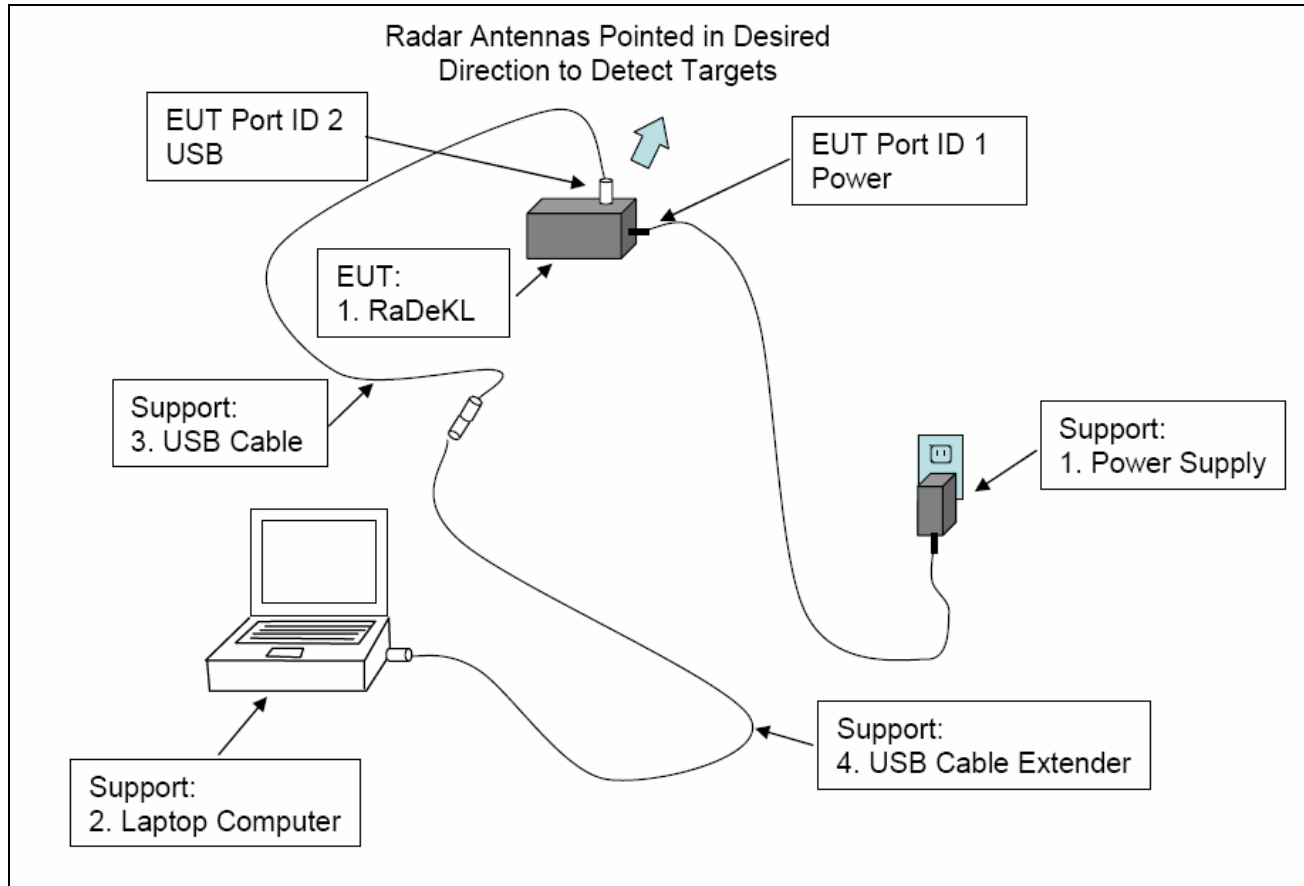 Radar Antennas Pointed in Desired
Direction to Detect Targets
EUT Port ID 2
USB
EUT Port ID 1
Power
EUT:
1. RaDeKL
Support:
3. USB Cable
Support:
1. Power Supply
Support:
4. USB Cable Extender
Support:
2. Laptop Computer